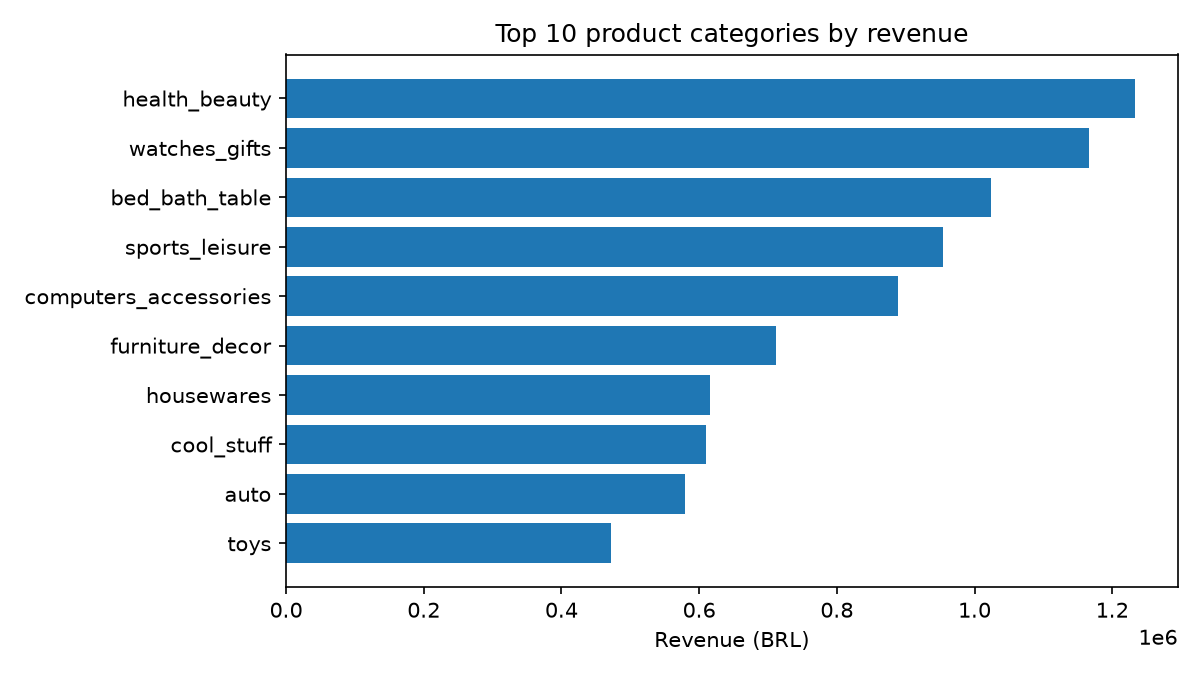 Top 10 product categories by revenue
health_beauty
watches_gifts
bed_bath_table
sports_leisure
computers_accessories
furniture_decor
housewares
cool_stuff
auto
toys
0.0 0.2 0.4 0.6 0.8 1.0 1.2
1e6
Revenue (BRL)